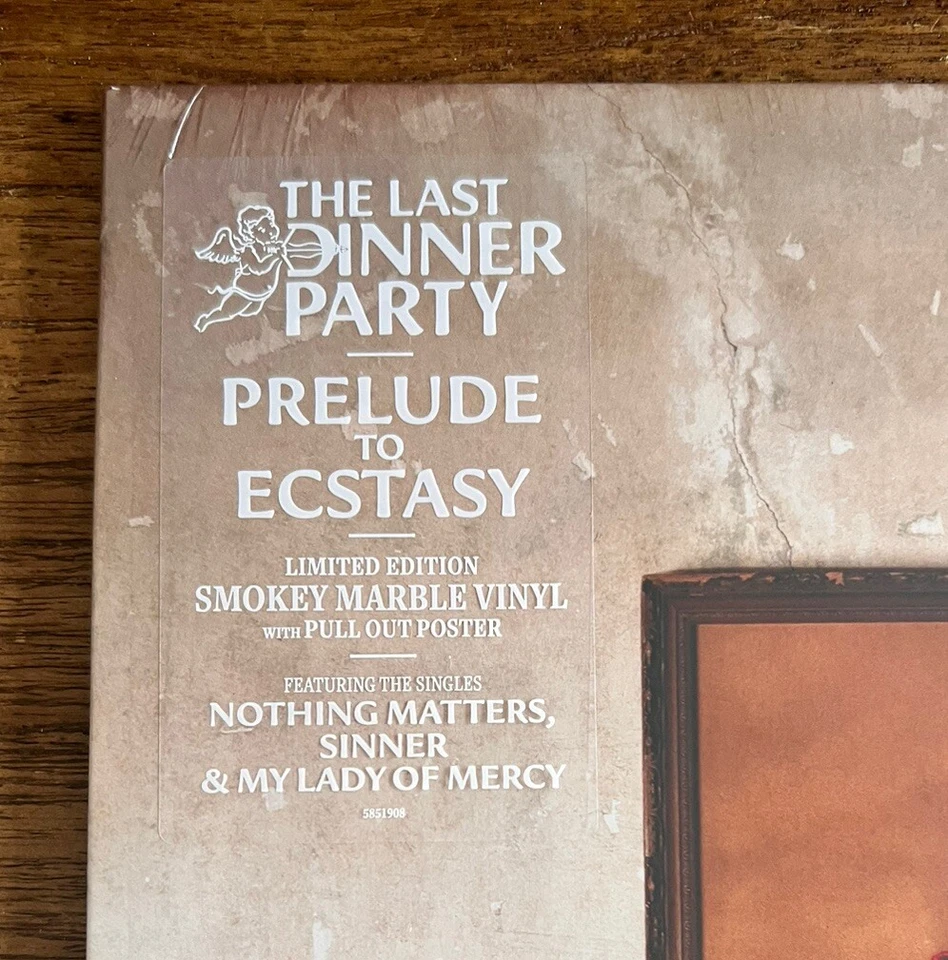 THE LAST
DINNER
PARTY
PRELUDE
TO
ECSTASY
LIMITED EDITION
SMOKEY MARBLE VINYL
WITH PULL OUT POSTER
FEATURING THE SINGLES
NOTHING MATTERS,
SINNER
& MY LADY OF MERCY
5851908